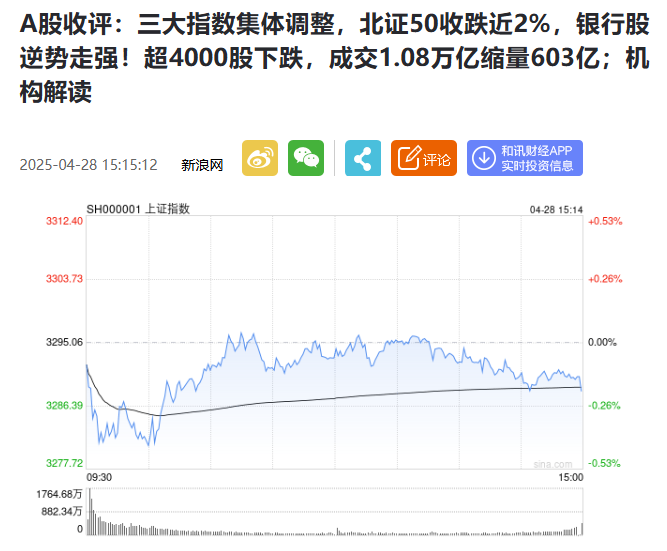 A股收评：三大指数集体调整，北证50收跌近2%，银行股
逆势走强！超4000股下跌，成交1.08万亿缩量603亿；机
构解读
2025-04-28 15:15:12 新浪网 评论 和讯财经APP
实时投资信息
SH000001 上证指数 04-28 15:14
3312.40 +0.53%
3303.73 +0.26%
3295.06 0.00%
3286.39 -0.26%
3277.72 -0.53%
sina.com
09:30 15:00
1764.68万
882.34万
0